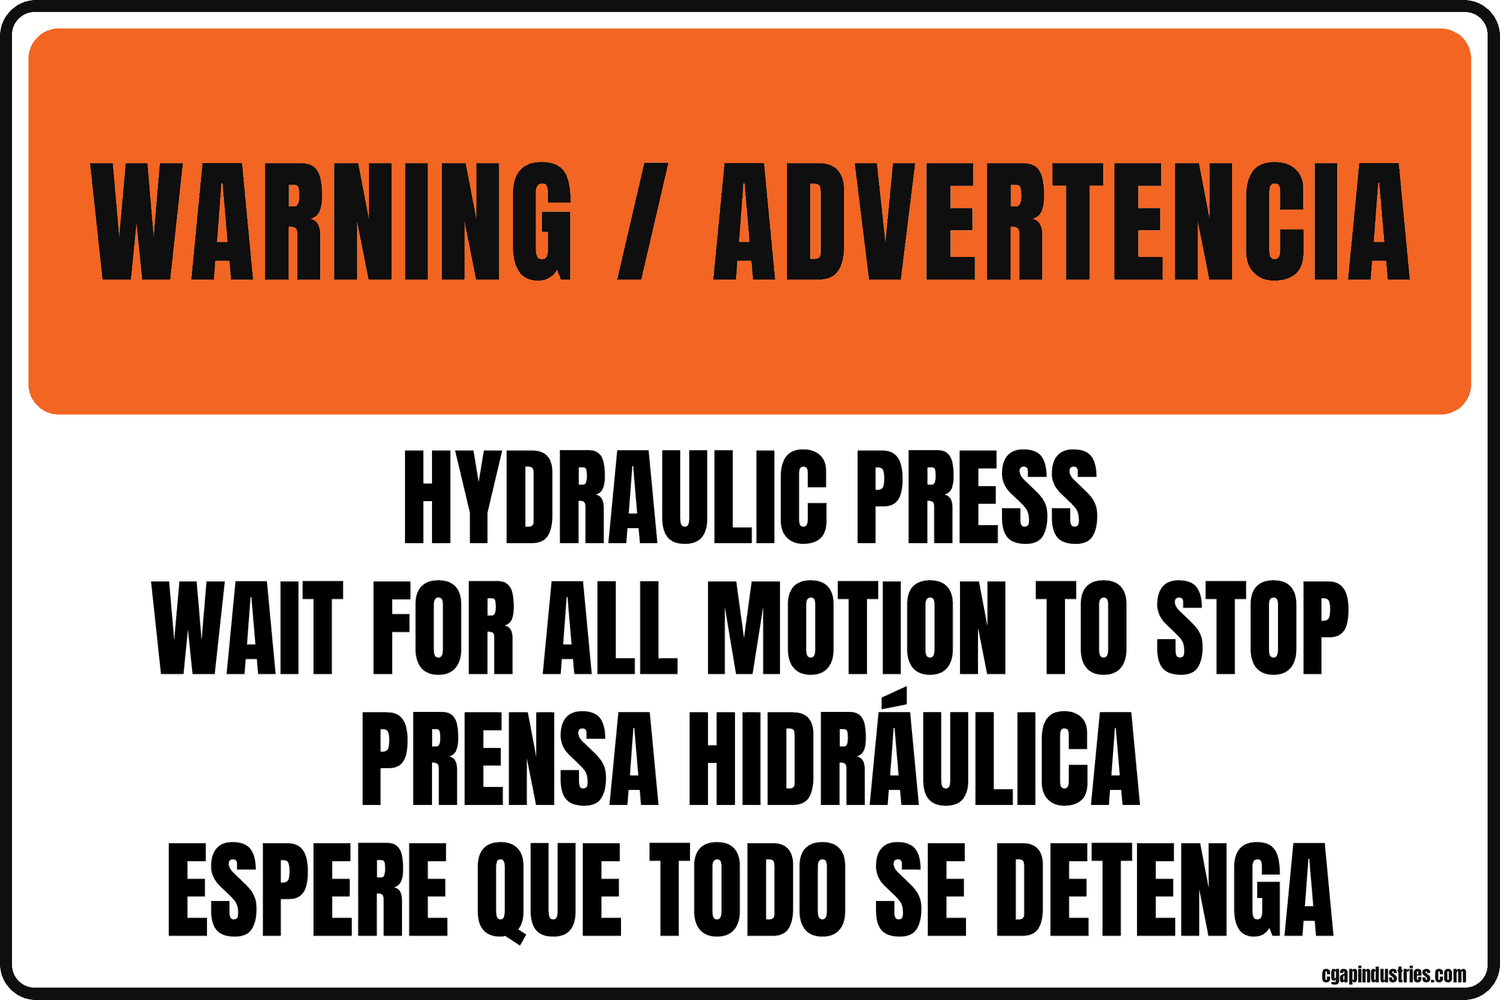 WARNING / ADVERTENCIA
HYDRAULIC PRESS
WAIT FOR ALL MOTION TO STOP
PRENSA HIDRÁULICA
ESPERE QUE TODO SE DETENGA
cgapindustries.com